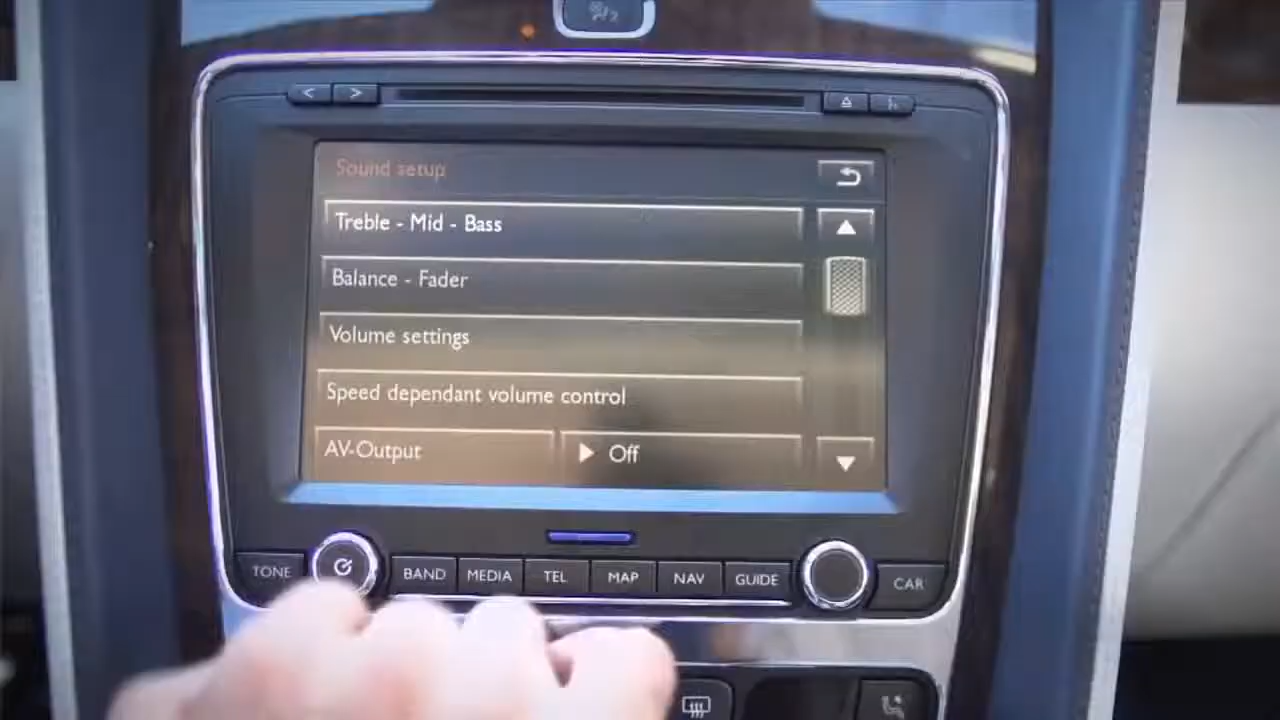 Sound setup
Treble - Mid - Bass
Balance - Fader
Volume settings
Speed dependant volume control
AV-Output
Off
TONE
BAND
MEDIA
TEL
MAP
NAV
GUIDE
CAR